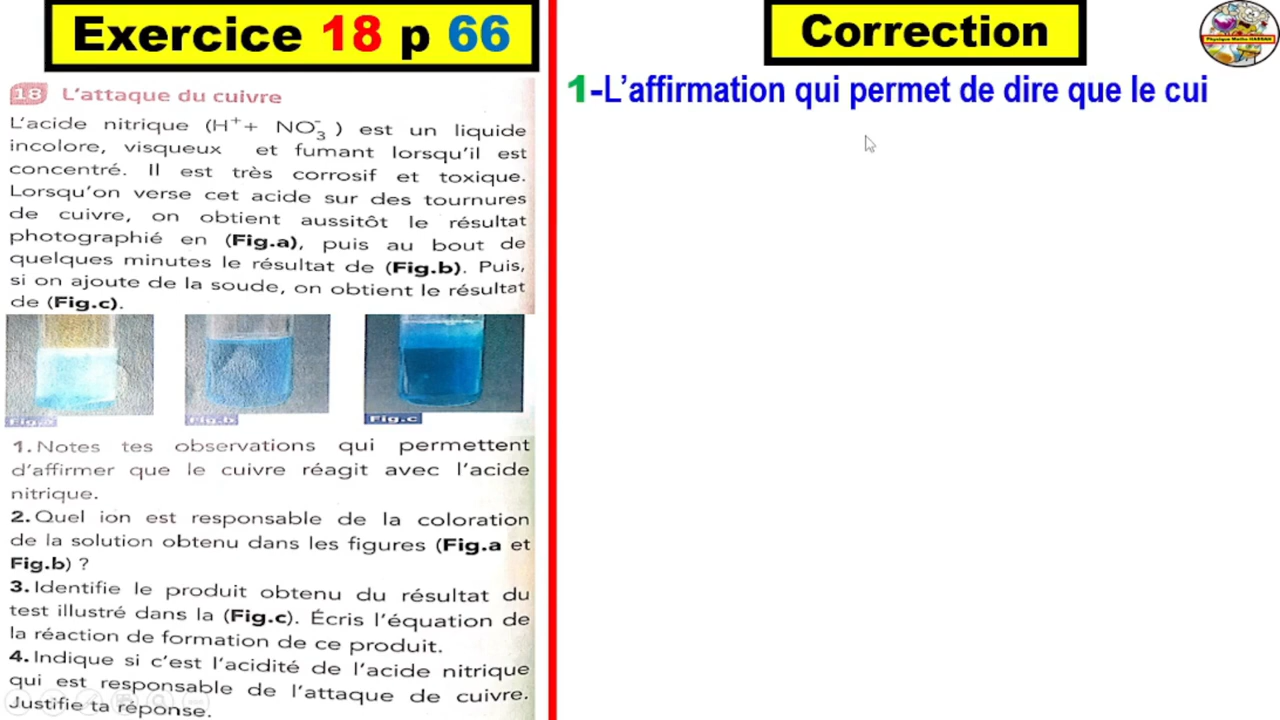 Exercice 18 p 66
18 L'attaque du cuivre
L'acide nitrique (H⁺+ NO₃⁻ ) est un liquide
incolore, visqueux et fumant lorsqu'il est
concentré. Il est très corrosif et toxique.
Lorsqu'on verse cet acide sur des tournures
de cuivre, on obtient aussitôt le résultat
photographié en (Fig.a), puis au bout de
quelques minutes le résultat de (Fig.b). Puis,
si on ajoute de la soude, on obtient le résultat
de (Fig.c).
Fig.a
Fig.b
Fig.c
1. Notes tes observations qui permettent
d'affirmer que le cuivre réagit avec l'acide
nitrique.
2. Quel ion est responsable de la coloration
de la solution obtenu dans les figures (Fig.a et
Fig.b) ?
3. Identifie le produit obtenu du résultat du
test illustré dans la (Fig.c). Écris l'équation de
la réaction de formation de ce produit.
4. Indique si c'est l'acidité de l'acide nitrique
qui est responsable de l'attaque de cuivre.
Justifie ta réponse.
Correction
Physique Maths HASSAN
1-L'affirmation qui permet de dire que le cui